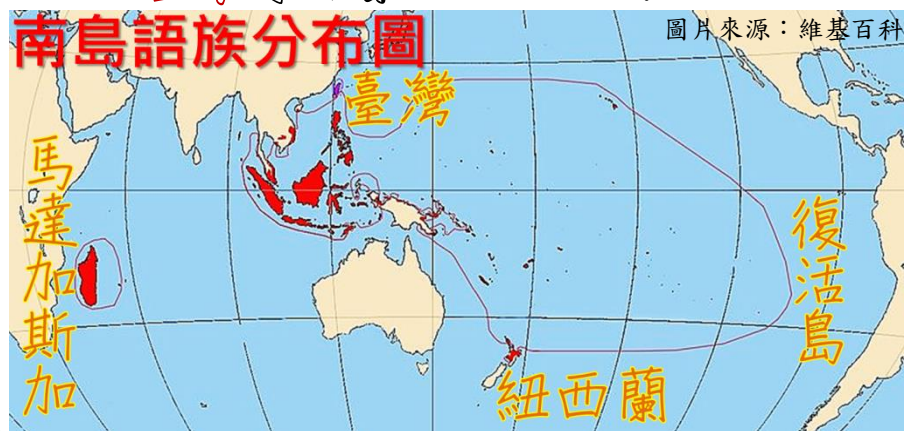 南島語族分布圖
圖片來源：維基百科
臺灣
馬達加斯加
復活島
紐西蘭